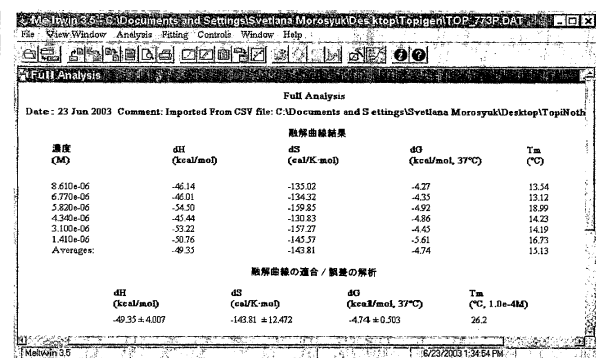 Meltwin 3.5 - C:\Documents and Settings\Svetlana Morosyuk\Desktop\Topigen\TOP_773P.DAT
File View Window Analysis Fitting Controls Window Help
Full Analysis
Full Analysis
Date : 23 Jun 2003 Comment: Imported From CSV file: C:\Documents and Settings\Svetlana Morosyuk\Desktop\TopiNoth
融解曲線結果
濃度 dH dS dG Tm
(M) (kcal/mol) (cal/K·mol) (kcal/mol, 37°C) (°C)
8.610e-06 -46.14 -135.02 -4.27 13.54
6.770e-06 -46.01 -134.32 -4.35 13.12
5.820e-06 -54.50 -159.85 -4.92 18.99
4.340e-06 -45.44 -130.83 -4.86 14.23
3.100e-06 -53.22 -157.27 -4.45 14.19
1.410e-06 -50.76 -145.57 -5.61 16.73
Averages: -49.35 -143.81 -4.74 15.13
融解曲線の適合 / 誤差の解析
dH dS dG Tm
(kcal/mol) (cal/K·mol) (kcal/mol, 37°C) (°C, 1.0e-4M)
-49.35 ± 4.007 -143.81 ± 12.472 -4.74 ± 0.503 26.2
Meltwin 3.5 6/23/2003 1:34:54 PM